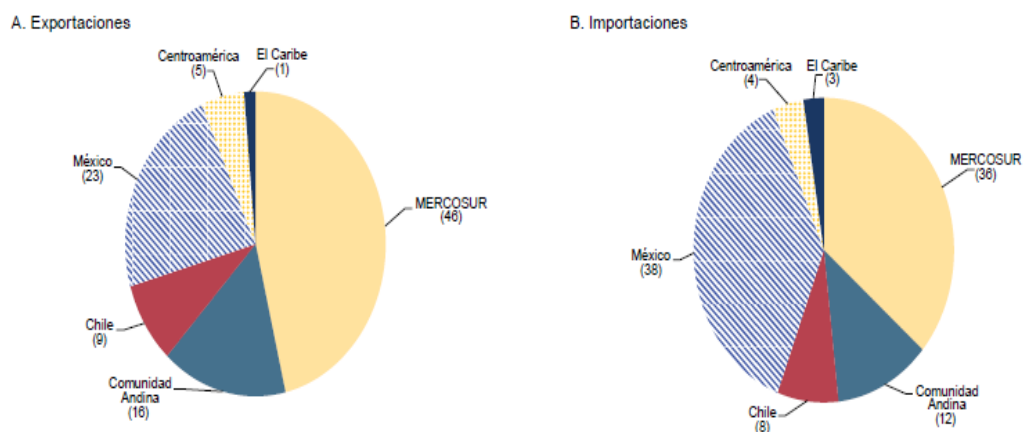 A. Exportaciones
Centroamérica
(5)
El Caribe
(1)
México
(23)
MERCOSUR
(46)
Chile
(9)
Comunidad
Andina
(16)
B. Importaciones
Centroamérica
(4)
El Caribe
(3)
MERCOSUR
(36)
México
(38)
Chile
(8)
Comunidad
Andina
(12)